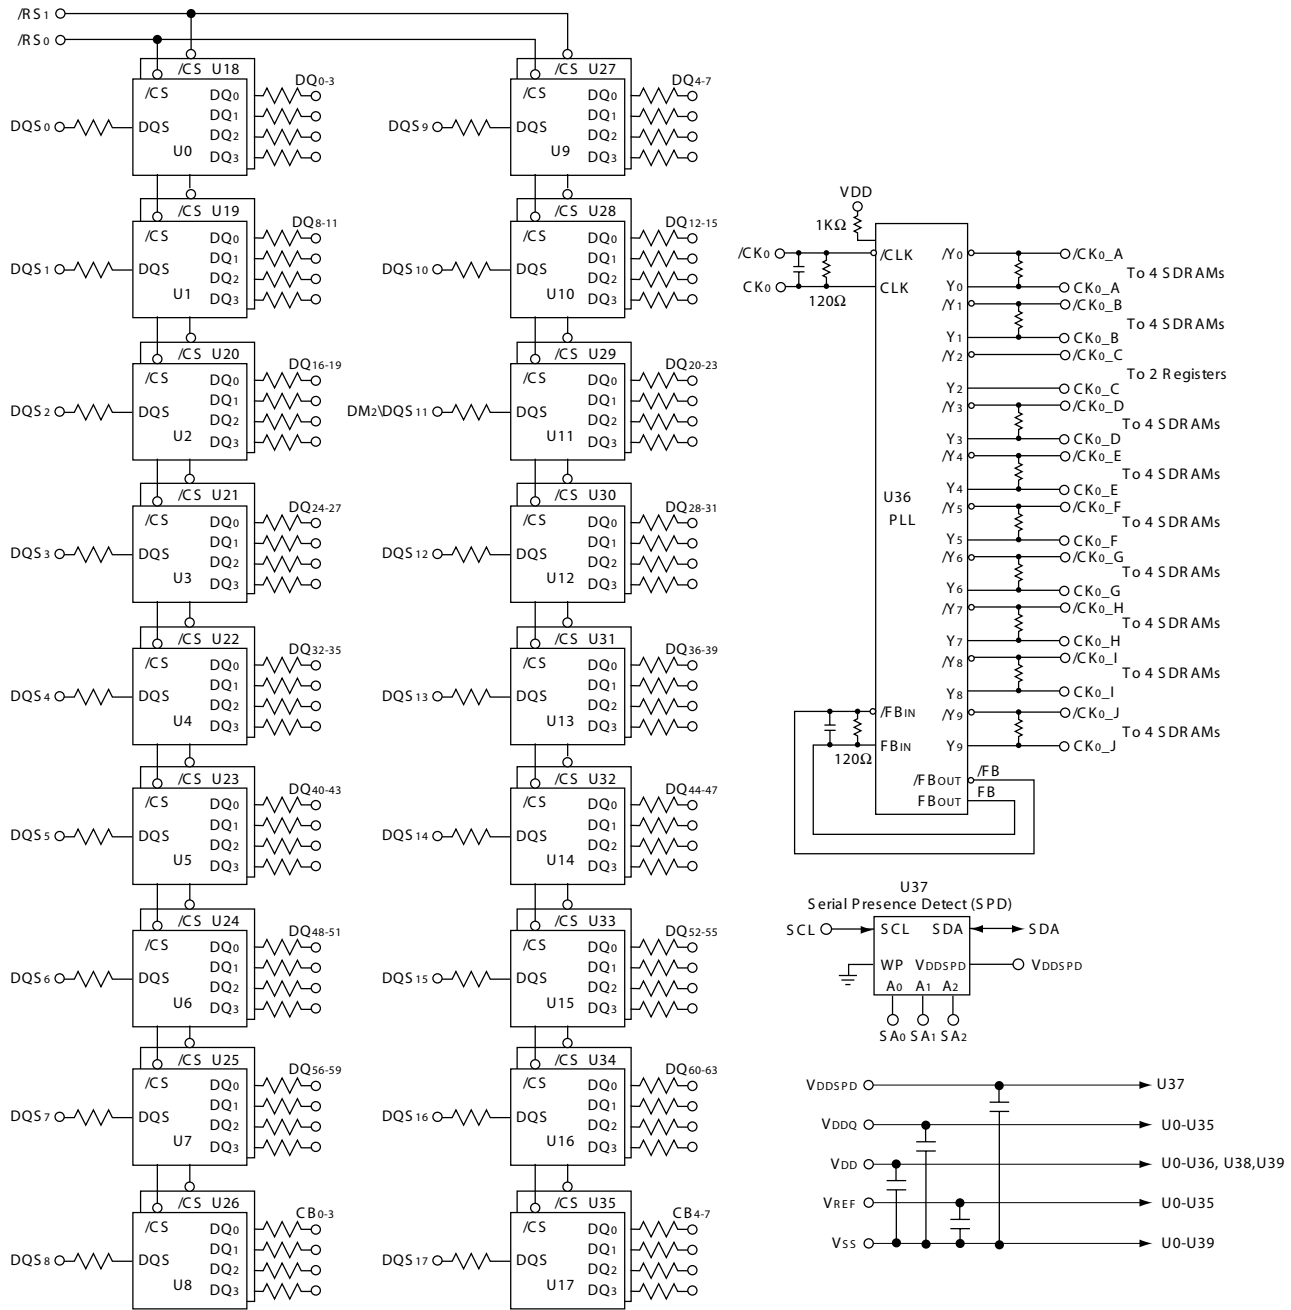 /RS1
/RS0
/CS U18
DQ0-3
/CS
DQ0
DQ1
DQS0
DQS
DQ2
U0
DQ3
/CS U19
DQ8-11
/CS
DQ0
DQ1
DQS1
DQS
DQ2
U1
DQ3
/CS U20
DQ16-19
/CS
DQ0
DQ1
DQS2
DQS
DQ2
U2
DQ3
/CS U21
DQ24-27
/CS
DQ0
DQ1
DQS3
DQS
DQ2
U3
DQ3
/CS U22
DQ32-35
/CS
DQ0
DQ1
DQS4
DQS
DQ2
U4
DQ3
/CS U23
DQ40-43
/CS
DQ0
DQ1
DQS5
DQS
DQ2
U5
DQ3
/CS U24
DQ48-51
/CS
DQ0
DQ1
DQS6
DQS
DQ2
U6
DQ3
/CS U25
DQ56-59
/CS
DQ0
DQ1
DQS7
DQS
DQ2
U7
DQ3
/CS U26
CB0-3
/CS
DQ0
DQ1
DQS8
DQS
DQ2
U8
DQ3
/CS U27
DQ4-7
/CS
DQ0
DQ1
DQS9
DQS
DQ2
U9
DQ3
/CS U28
DQ12-15
/CS
DQ0
DQ1
DQS10
DQS
DQ2
U10
DQ3
/CS U29
DQ20-23
/CS
DQ0
DQ1
DM2\DQS11
DQS
DQ2
U11
DQ3
/CS U30
DQ28-31
/CS
DQ0
DQ1
DQS12
DQS
DQ2
U12
DQ3
/CS U31
DQ36-39
/CS
DQ0
DQ1
DQS13
DQS
DQ2
U13
DQ3
/CS U32
DQ44-47
/CS
DQ0
DQ1
DQS14
DQS
DQ2
U14
DQ3
/CS U33
DQ52-55
/CS
DQ0
DQ1
DQS15
DQS
DQ2
U15
DQ3
/CS U34
DQ60-63
/CS
DQ0
DQ1
DQS16
DQS
DQ2
U16
DQ3
/CS U35
CB4-7
/CS
DQ0
DQ1
DQS17
DQS
DQ2
U17
DQ3
VDD
1KΩ
/CK0
/CLK
CK0
CLK
120Ω
U36
PLL
/Y0
/CK0_A
To 4 SDRAMs
Y0
CK0_A
/Y1
/CK0_B
To 4 SDRAMs
Y1
CK0_B
/Y2
/CK0_C
To 2 Registers
Y2
CK0_C
/Y3
/CK0_D
To 4 SDRAMs
Y3
CK0_D
/Y4
/CK0_E
To 4 SDRAMs
Y4
CK0_E
/Y5
/CK0_F
To 4 SDRAMs
Y5
CK0_F
/Y6
/CK0_G
To 4 SDRAMs
Y6
CK0_G
/Y7
/CK0_H
To 4 SDRAMs
Y7
CK0_H
/Y8
/CK0_I
To 4 SDRAMs
Y8
CK0_I
/FBIN
/Y9
/CK0_J
To 4 SDRAMs
120Ω
FBIN
Y9
CK0_J
/FBOUT
/FB
FBOUT
FB
U37
Serial Presence Detect (SPD)
SCL
SCL
SDA
SDA
WP
VDDSPD
VDDSPD
A0 A1 A2
SA0 SA1 SA2
VDDSPD
U37
VDDQ
U0-U35
VDD
U0-U36, U38,U39
VREF
U0-U35
VSS
U0-U39